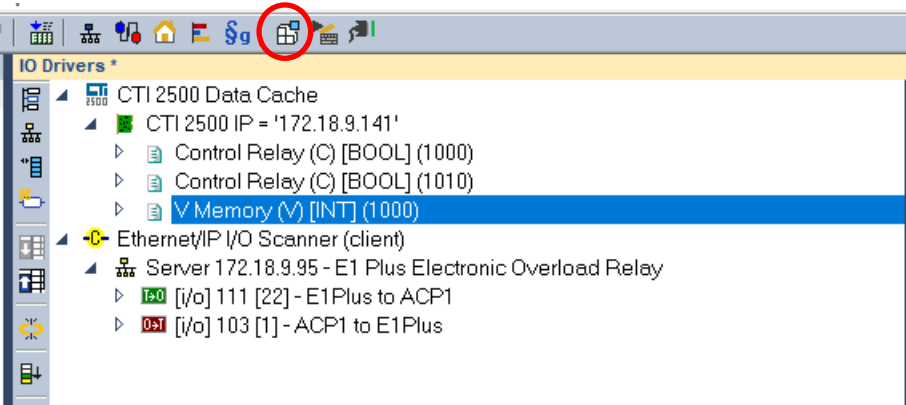 §g
IO Drivers *
CTI 2500 CTI 2500 Data Cache
CTI 2500 IP = '172.18.9.141'
Control Relay (C) [BOOL] (1000)
Control Relay (C) [BOOL] (1010)
V Memory (V) [INT] (1000)
-C- Ethernet/IP I/O Scanner (client)
Server 172.18.9.95 - E1 Plus Electronic Overload Relay
T→O [i/o] 111 [22] - E1Plus to ACP1
O→T [i/o] 103 [1] - ACP1 to E1Plus